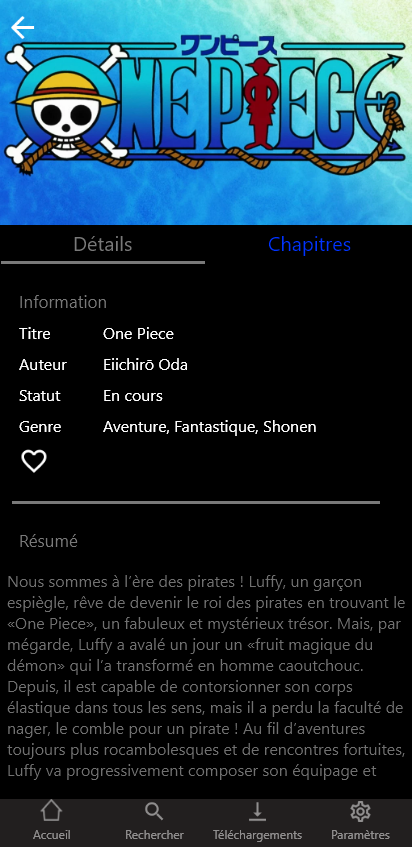 ワンピース
ONE PIECE
Détails
Chapitres
Information
Titre One Piece
Auteur Eiichirō Oda
Statut En cours
Genre Aventure, Fantastique, Shonen
Résumé
Nous sommes à l’ère des pirates ! Luffy, un garçon
espiègle, rêve de devenir le roi des pirates en trouvant le
«One Piece», un fabuleux et mystérieux trésor. Mais, par
mégarde, Luffy a avalé un jour un «fruit magique du
démon» qui l’a transformé en homme caoutchouc.
Depuis, il est capable de contorsionner son corps
élastique dans tous les sens, mais il a perdu la faculté de
nager, le comble pour un pirate ! Au fil d’aventures
toujours plus rocambolesques et de rencontres fortuites,
Luffy va progressivement composer son équipage et
Accueil
Rechercher
Téléchargements
Paramètres